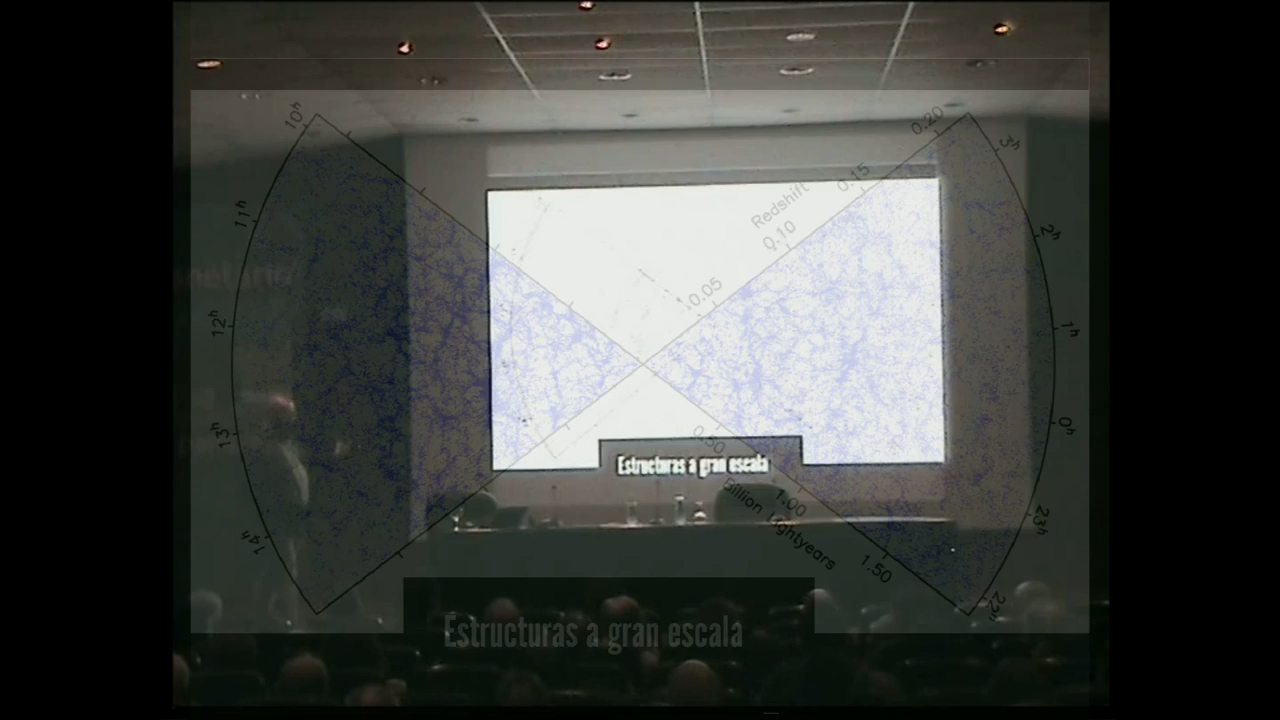 10ʰ
11ʰ
12ʰ
13ʰ
14ʰ
0.20
0.15
Redshift
0.10
0.05
3ʰ
2ʰ
1ʰ
0ʰ
23ʰ
22ʰ
0.50
1.00
Billion Lightyears
1.50
Estructuras a gran escala
Estructuras a gran escala